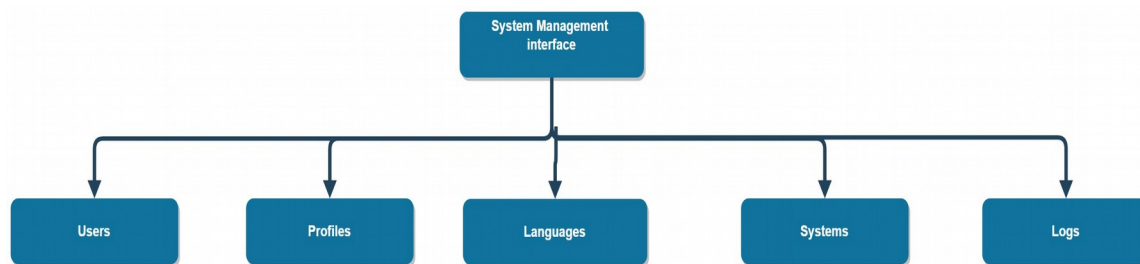 System Management
interface
Users
Profiles
Languages
Systems
Logs